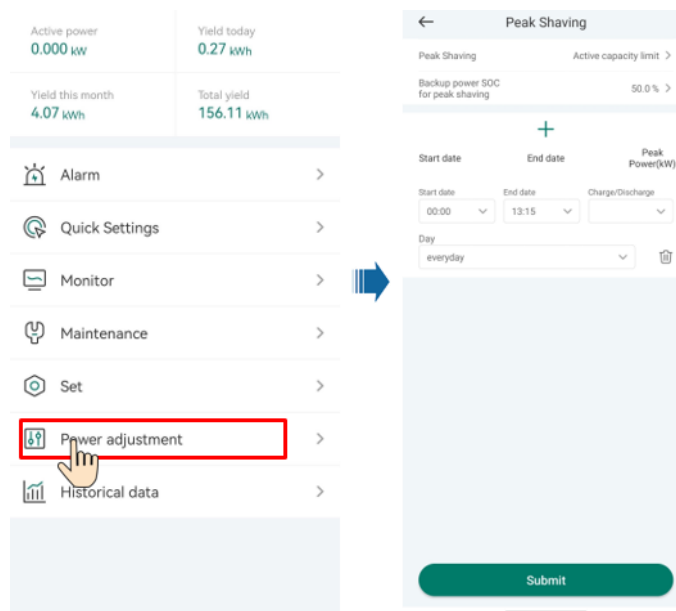 Active power
0.000 kW
Yield today
0.27 kWh
Yield this month
4.07 kWh
Total yield
156.11 kWh
Alarm
Quick Settings
Monitor
Maintenance
Set
Power adjustment
Historical data
Peak Shaving
Peak Shaving
Active capacity limit
Backup power SOC
for peak shaving
50.0 %
Start date
End date
Peak
Power(kW)
Start date
End date
Charge/Discharge
00:00
13:15
Day
everyday
Submit